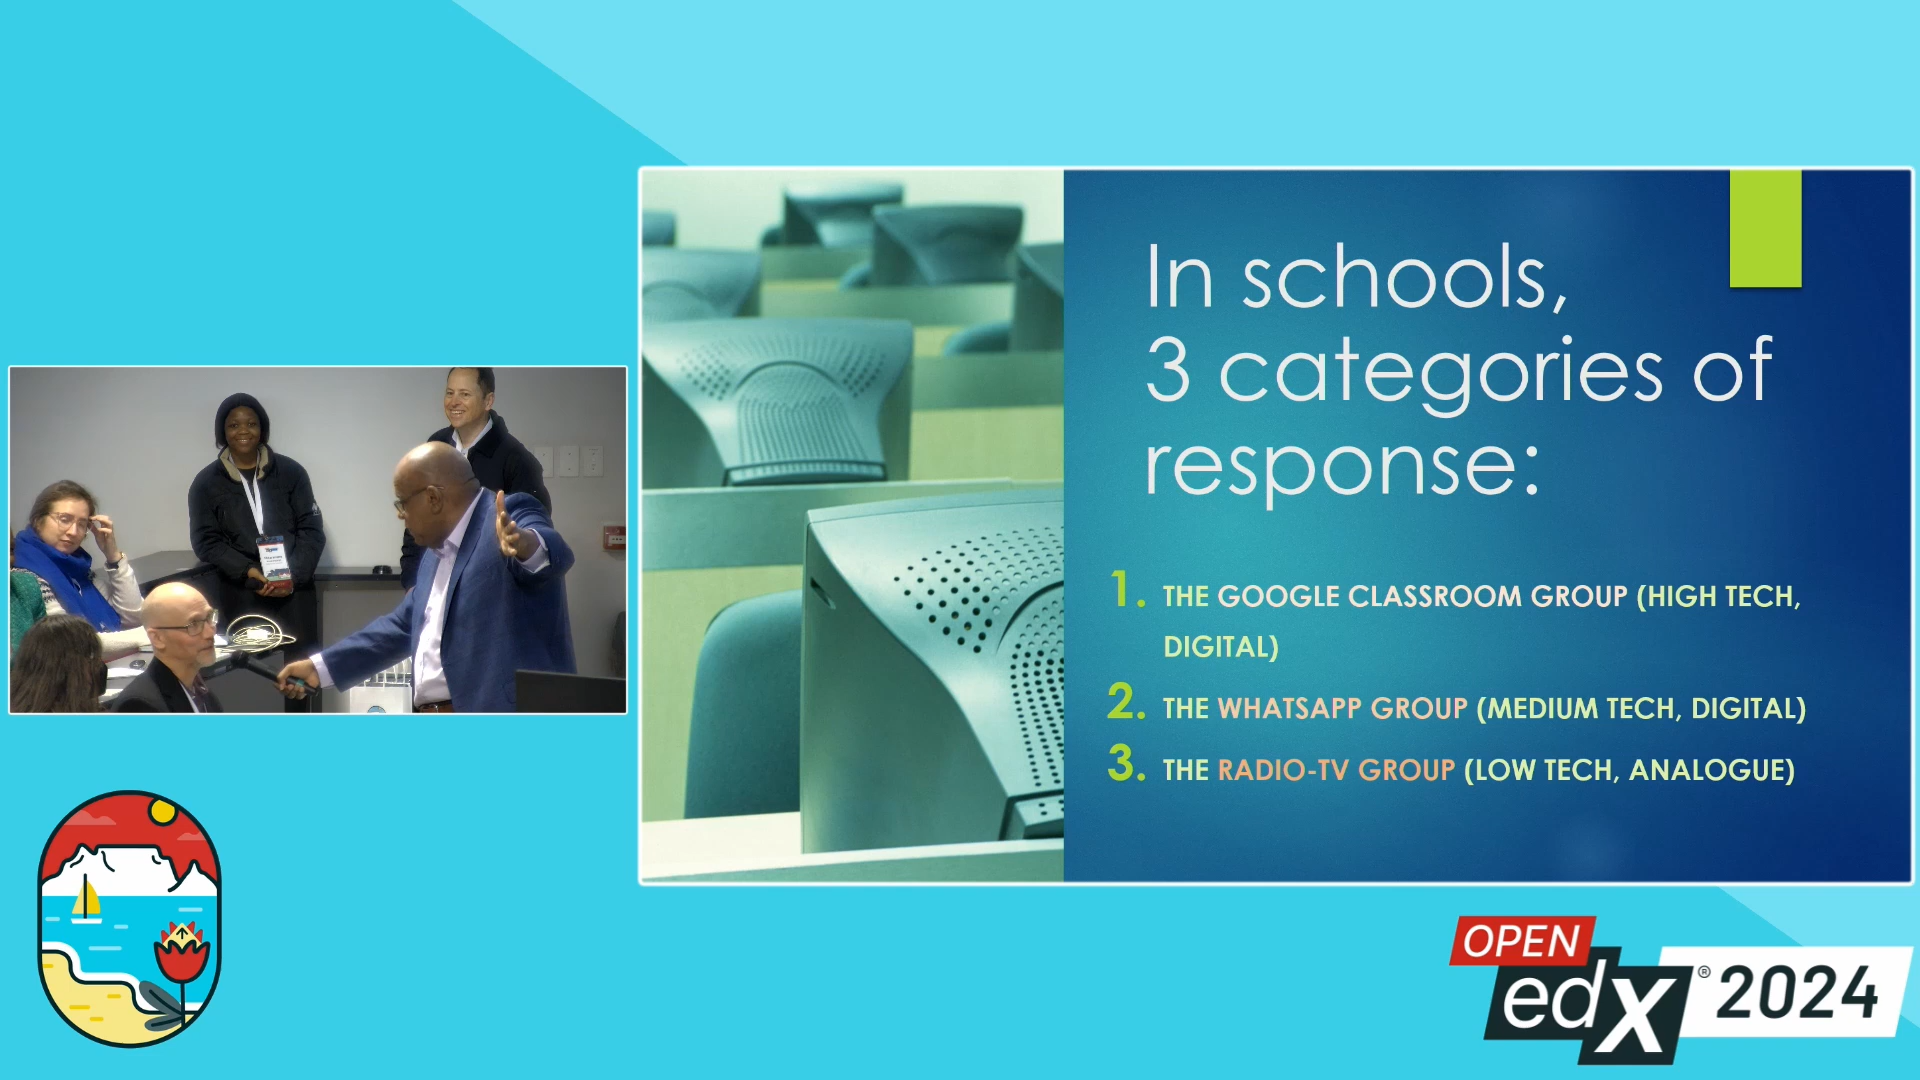 In schools,
3 categories of
response:
1. THE GOOGLE CLASSROOM GROUP (HIGH TECH,
DIGITAL)
2. THE WHATSAPP GROUP (MEDIUM TECH, DIGITAL)
3. THE RADIO-TV GROUP (LOW TECH, ANALOGUE)
OPEN
edX® 2024